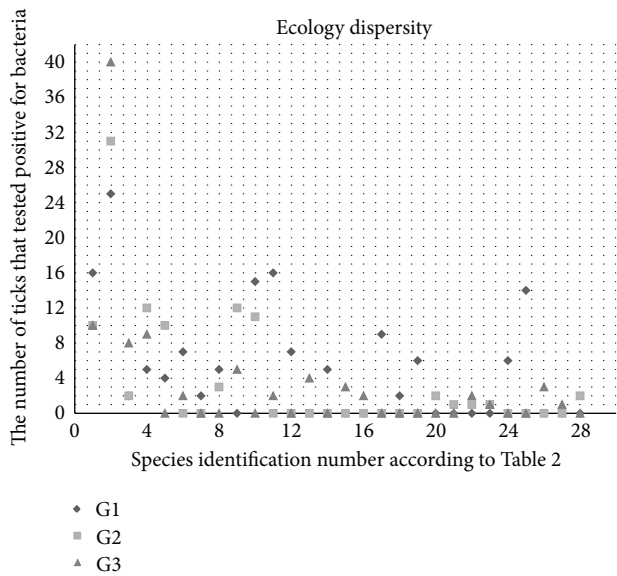 Ecology dispersity
The number of ticks that tested positive for bacteria
40
36
32
28
24
20
16
12
8
4
0
0 4 8 12 16 20 24 28
Species identification number according to Table 2
G1
G2
G3